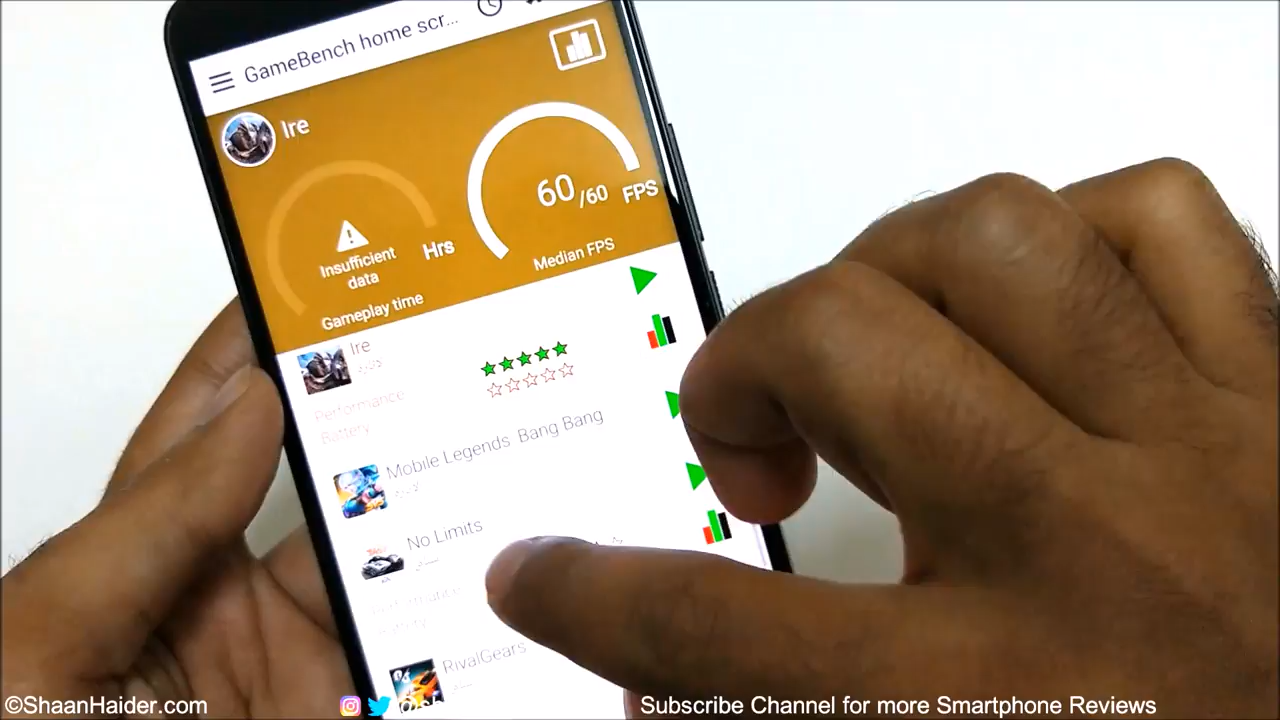 GameBench home scr...
Ire
60/60 FPS
Median FPS
Insufficient
data
Hrs
Gameplay time
Ire
Performance
Battery
Mobile Legends Bang Bang
No Limits
RivalGears
©ShaanHaider.com
Subscribe Channel for more Smartphone Reviews